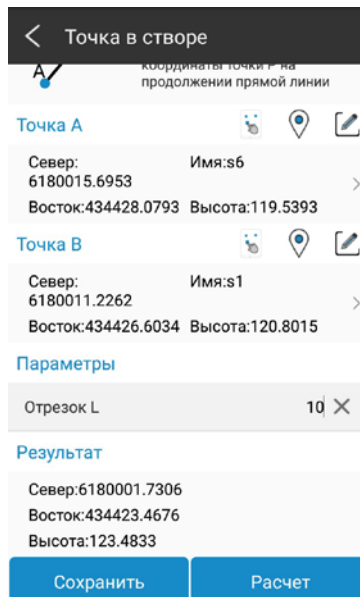 Точка в створе
координаты точки P на
A
продолжении прямой линии
Точка A
Север:
6180015.6953
Имя:s6
Восток:434428.0793 Высота:119.5393
Точка B
Север:
6180011.2262
Имя:s1
Восток:434426.6034 Высота:120.8015
Параметры
Отрезок L 10
Результат
Север:6180001.7306
Восток:434423.4676
Высота:123.4833
Сохранить Расчет